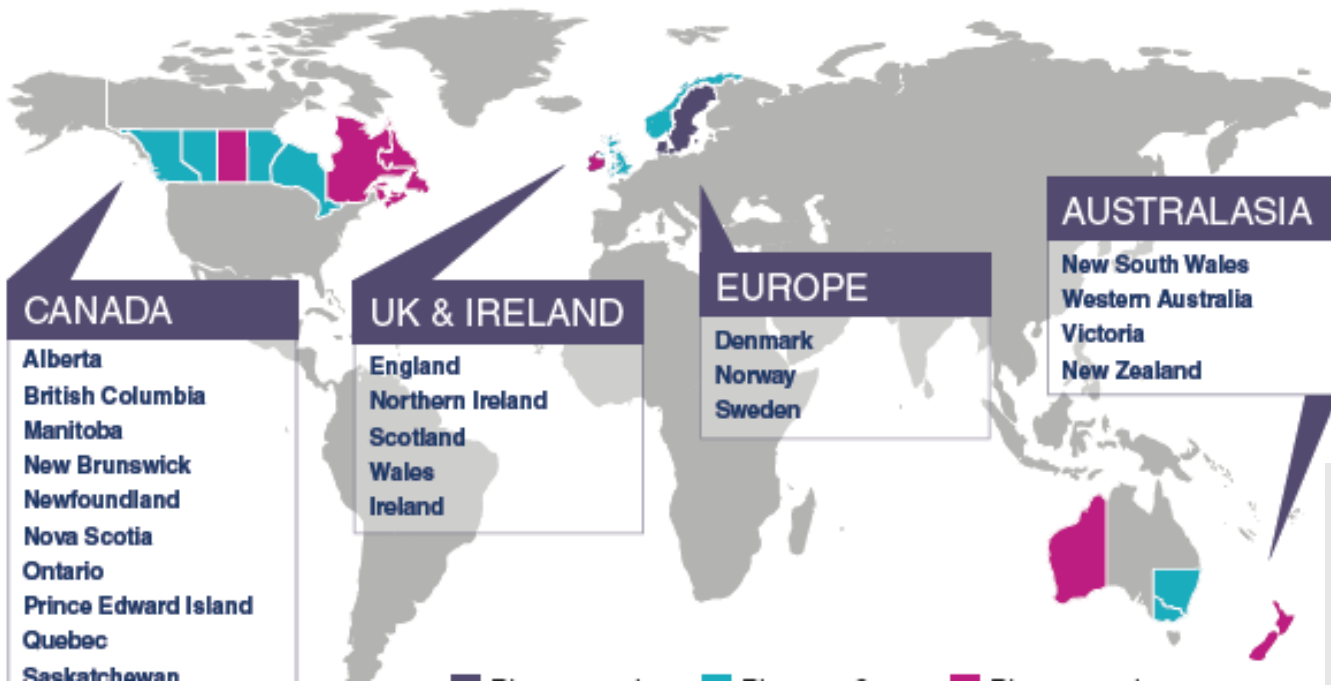 CANADA
Alberta
British Columbia
Manitoba
New Brunswick
Newfoundland
Nova Scotia
Ontario
Prince Edward Island
Quebec
Saskatchewan
UK & IRELAND
England
Northern Ireland
Scotland
Wales
Ireland
EUROPE
Denmark
Norway
Sweden
AUSTRALASIA
New South Wales
Western Australia
Victoria
New Zealand